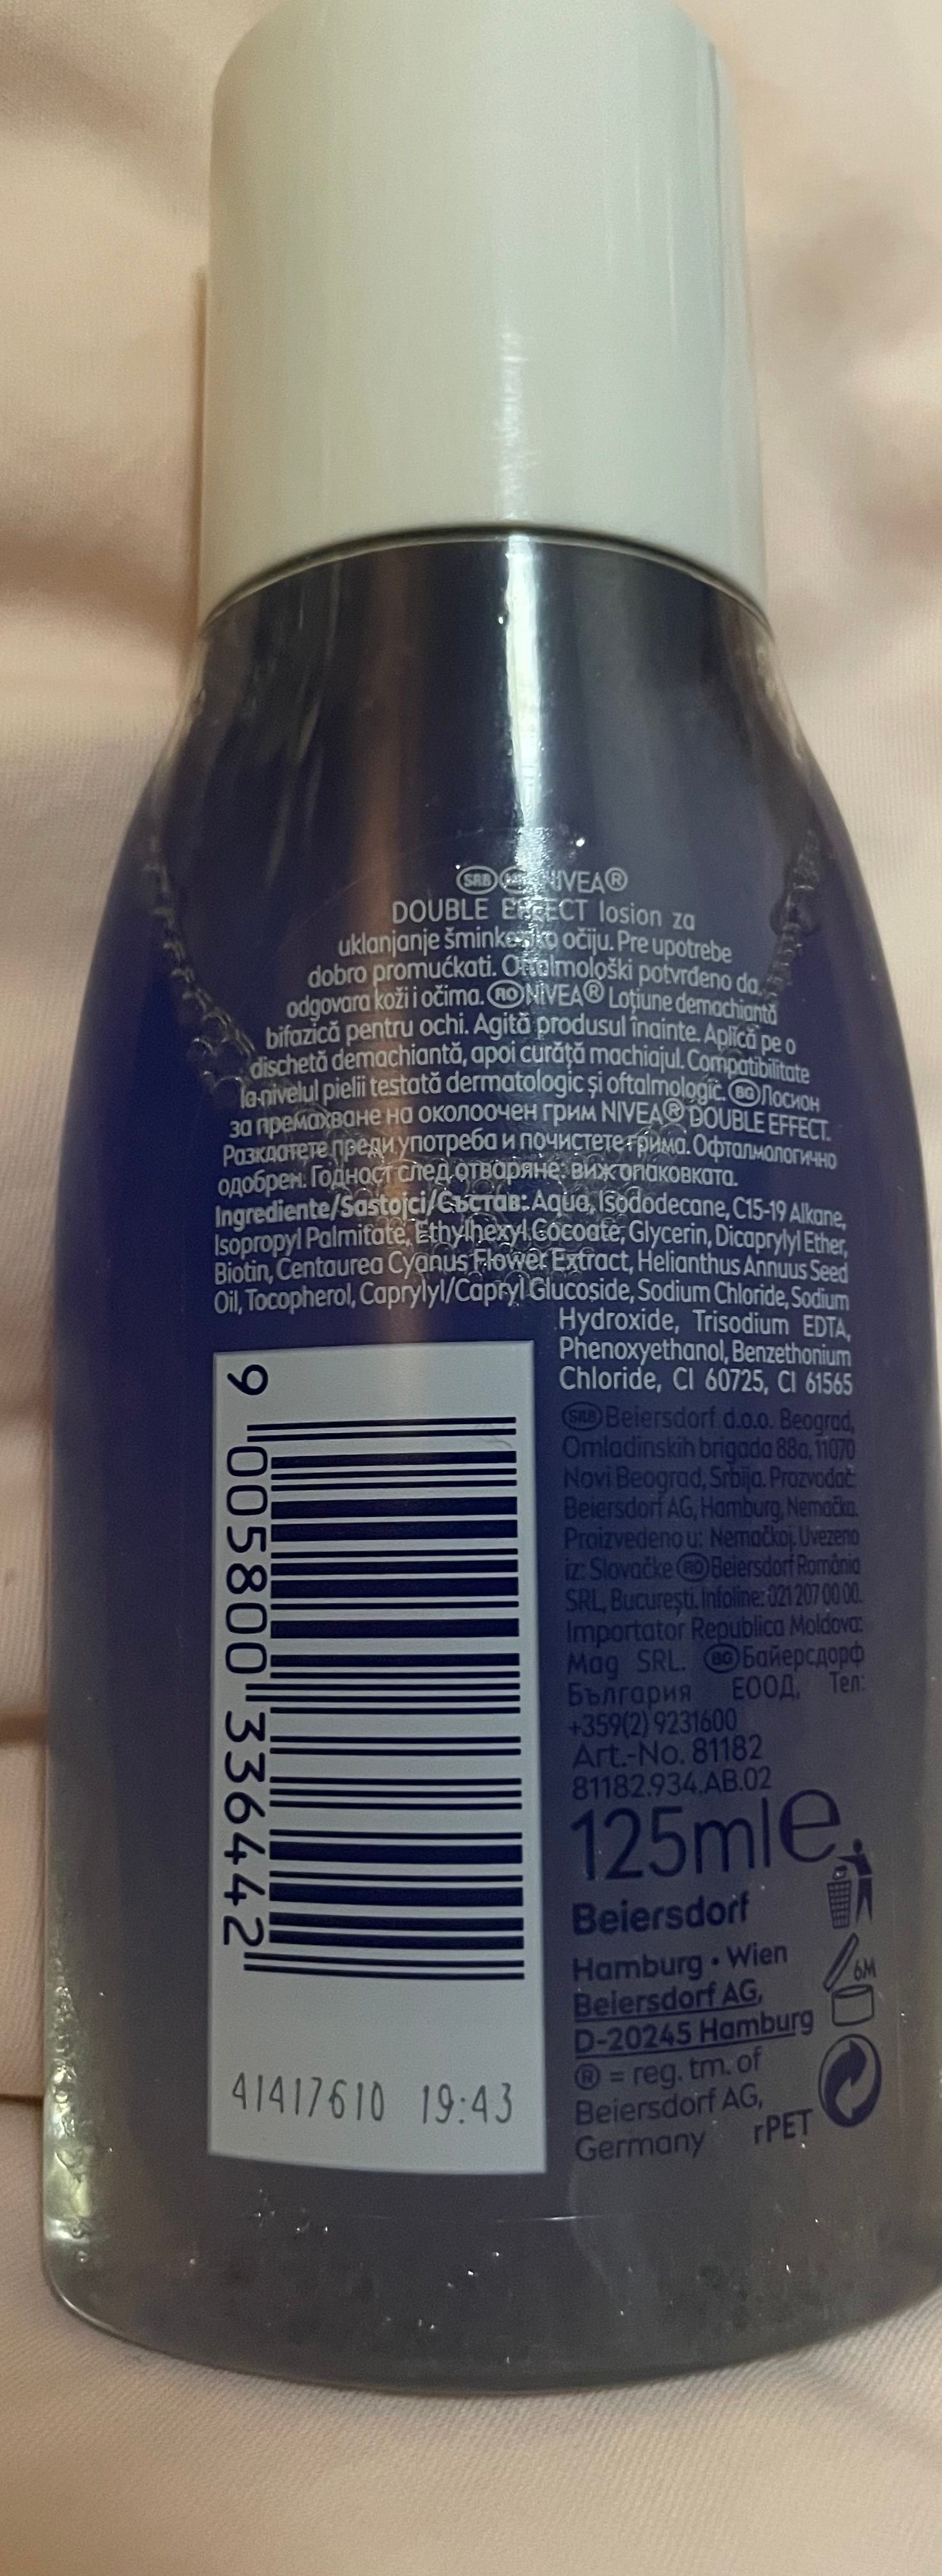 SRB NIVEA®
DOUBLE EFFECT losion za
uklanjanje šminke oko očiju. Pre upotrebe
dobro promućkati. Oftalmološki potvrđeno da
odgovara koži i očima. RO NIVEA® Loțiune demachiantă
bifazică pentru ochi. Agită produsul înainte. Aplică pe o
dischetă demachiantă, apoi curăță machiajul. Compatibilitate
la nivelul pielii testată dermatologic și oftalmologic. BG Лосион
за премахване на околоочен грим NIVEA® DOUBLE EFFECT.
Разклатете преди употреба и почистете грима. Офталмологично
одобрен. Годност след отваряне: виж опаковката.
Ingrediente/Sastojci/Състав: Aqua, Isododecane, C15-19 Alkane,
Isopropyl Palmitate, Ethylhexyl Cocoate, Glycerin, Dicaprylyl Ether,
Biotin, Centaurea Cyanus Flower Extract, Helianthus Annuus Seed
Oil, Tocopherol, Caprylyl/Capryl Glucoside, Sodium Chloride, Sodium
Hydroxide, Trisodium EDTA,
Phenoxyethanol, Benzethonium
Chloride, CI 60725, CI 61565
SRB Beiersdorf d.o.o. Beograd,
Omladinskih brigada 88a, 11070
Novi Beograd, Srbija. Proizvođač:
Beiersdorf AG, Hamburg, Nemačka.
Proizvedeno u: Nemačkoj. Uvezeno
iz: Slovačke RO Beiersdorf România
SRL, București. Infoline: 021 207 00 00.
Importator Republica Moldova:
Mag SRL. BG Байерсдорф
България ЕООД, Тел:
+359(2) 9231600
Art.-No. 81182
81182.934.AB.02
125ml e
Beiersdorf
Hamburg • Wien
Beiersdorf AG,
D-20245 Hamburg
® = reg. tm. of
Beiersdorf AG,
Germany rPET
6M
9 005800 336442
41417610 19:43